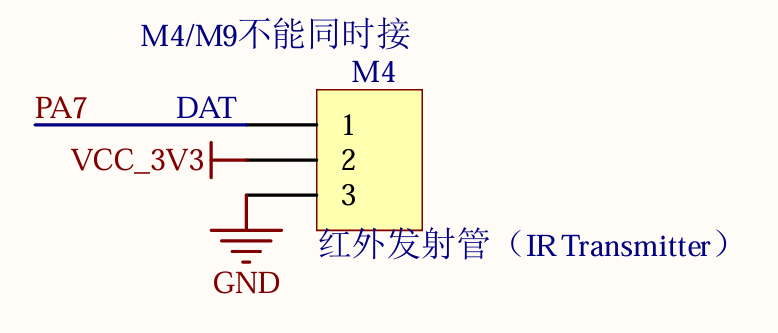 M4/M9不能同时接
M4
PA7 DAT 1
VCC_3V3 2
3
红外发射管（IR Transmitter）
GND